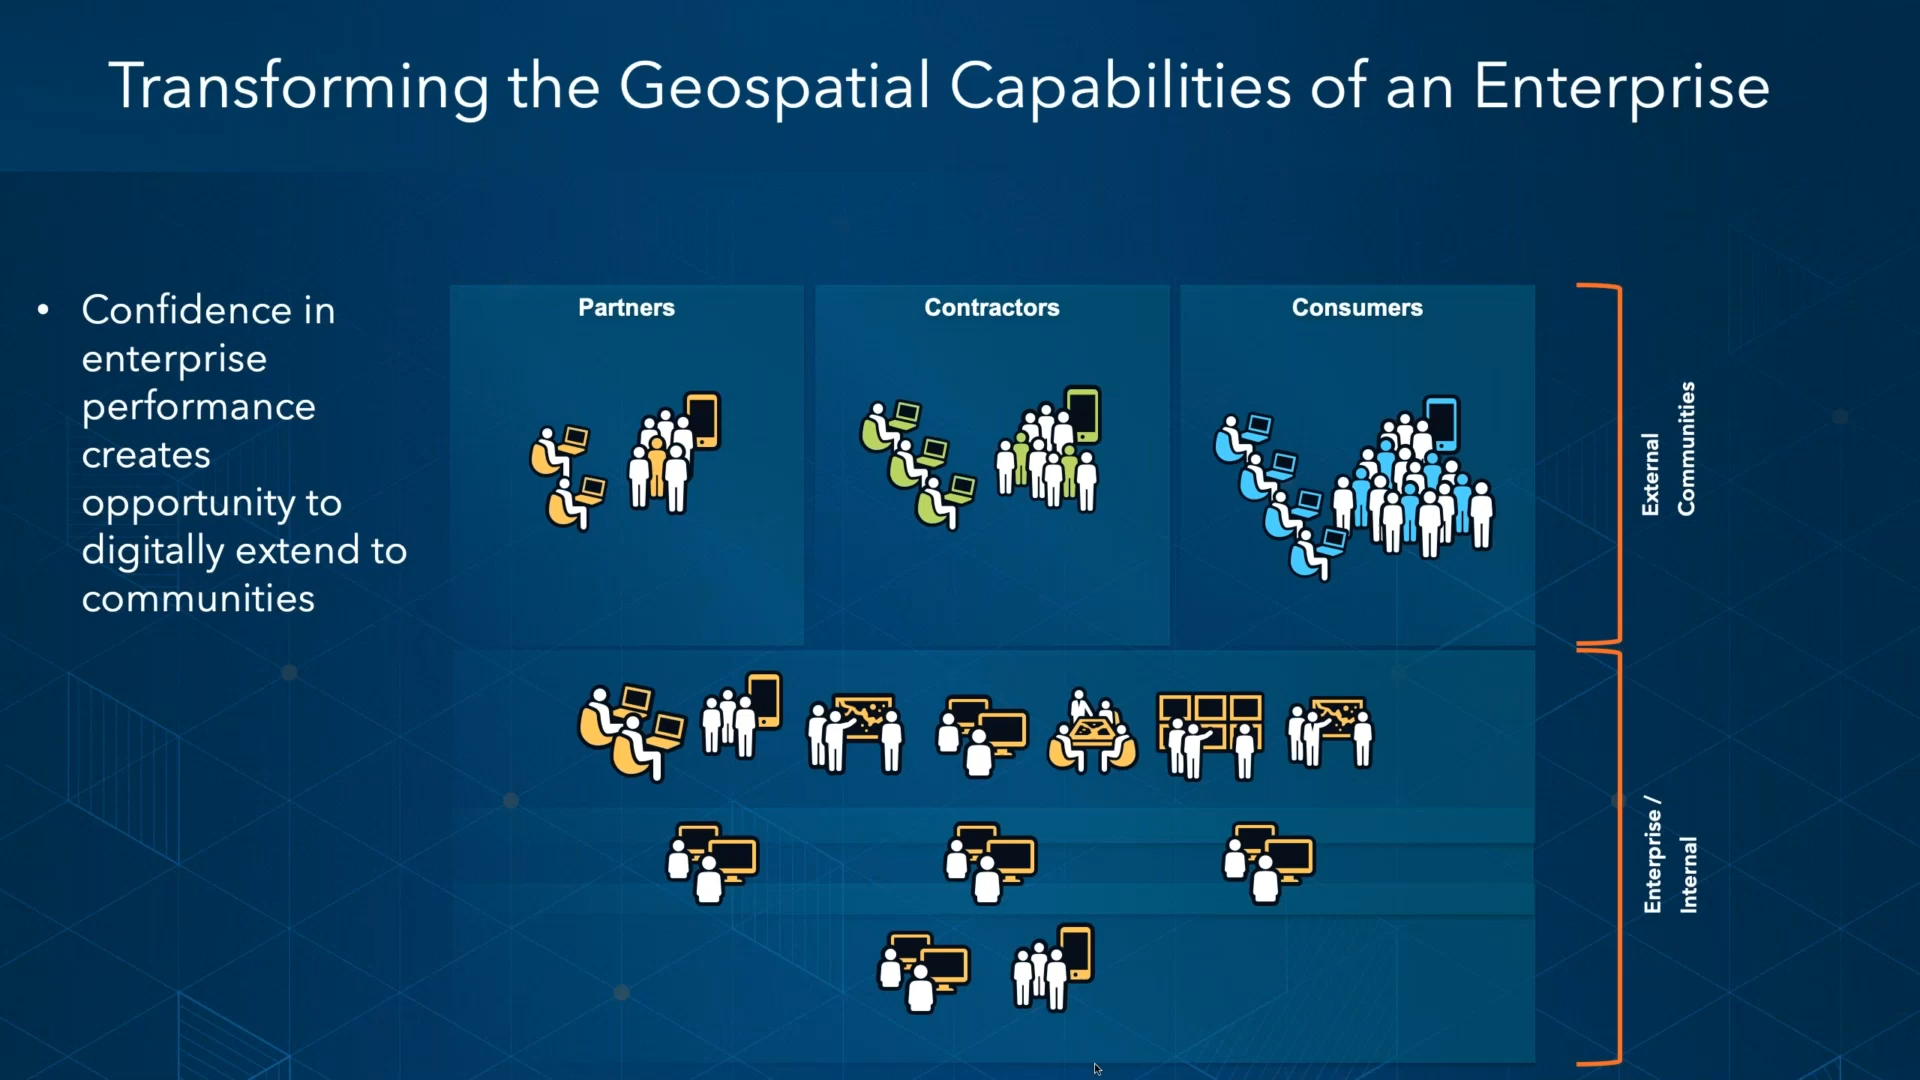 Transforming the Geospatial Capabilities of an Enterprise
• Confidence in
enterprise
performance
creates
opportunity to
digitally extend to
communities
Partners
Contractors
Consumers
External
Communities
Enterprise /
Internal